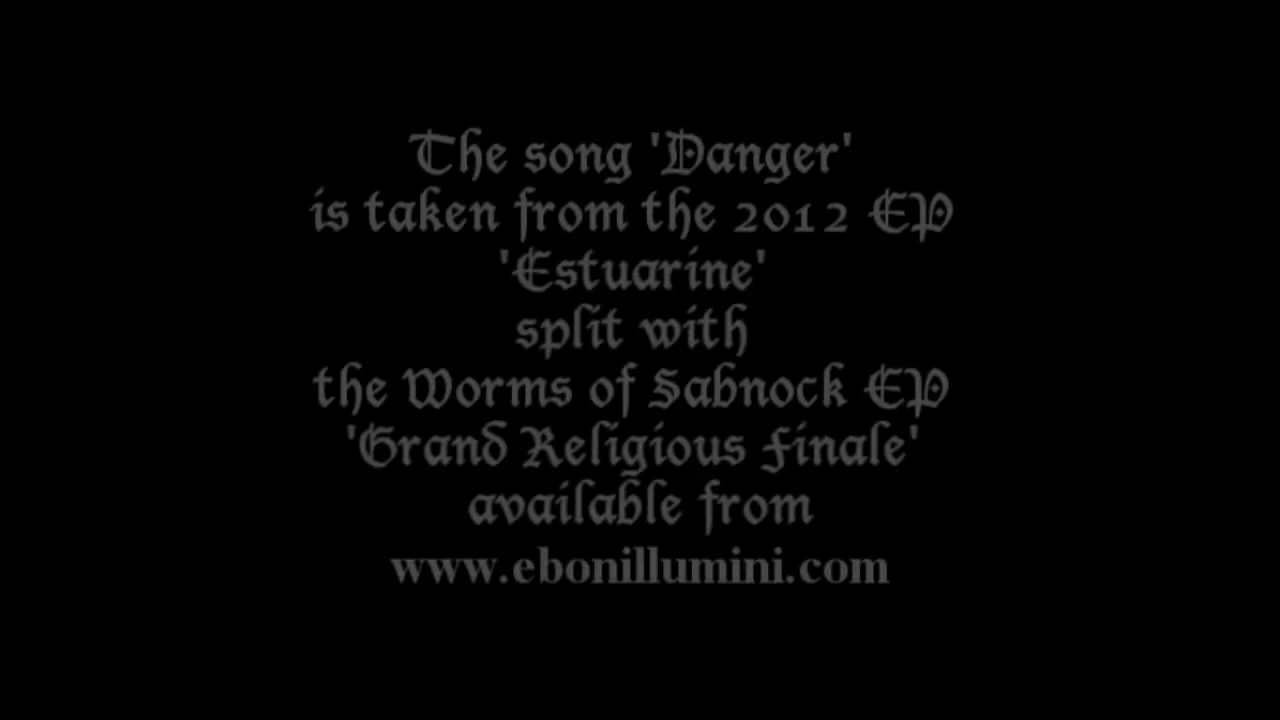 The song 'Danger'
is taken from the 2012 EP
'Estuarine'
split with
the Worms of Sabnock EP
'Grand Religious Finale'
available from
www.ebonillumini.com